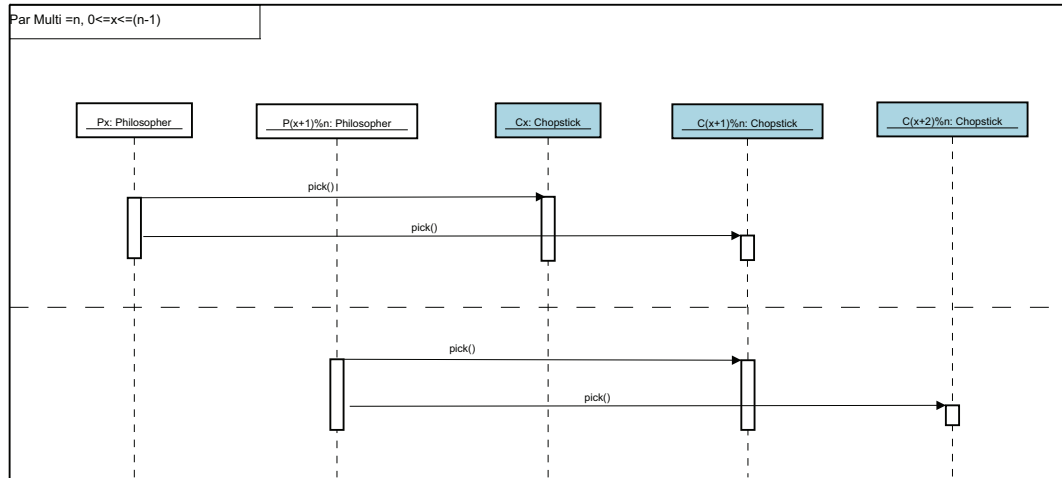 Par Multi =n, 0<=x<=(n-1)
Px: Philosopher
P(x+1)%n: Philosopher
Cx: Chopstick
C(x+1)%n: Chopstick
C(x+2)%n: Chopstick
pick()
pick()
pick()
pick()